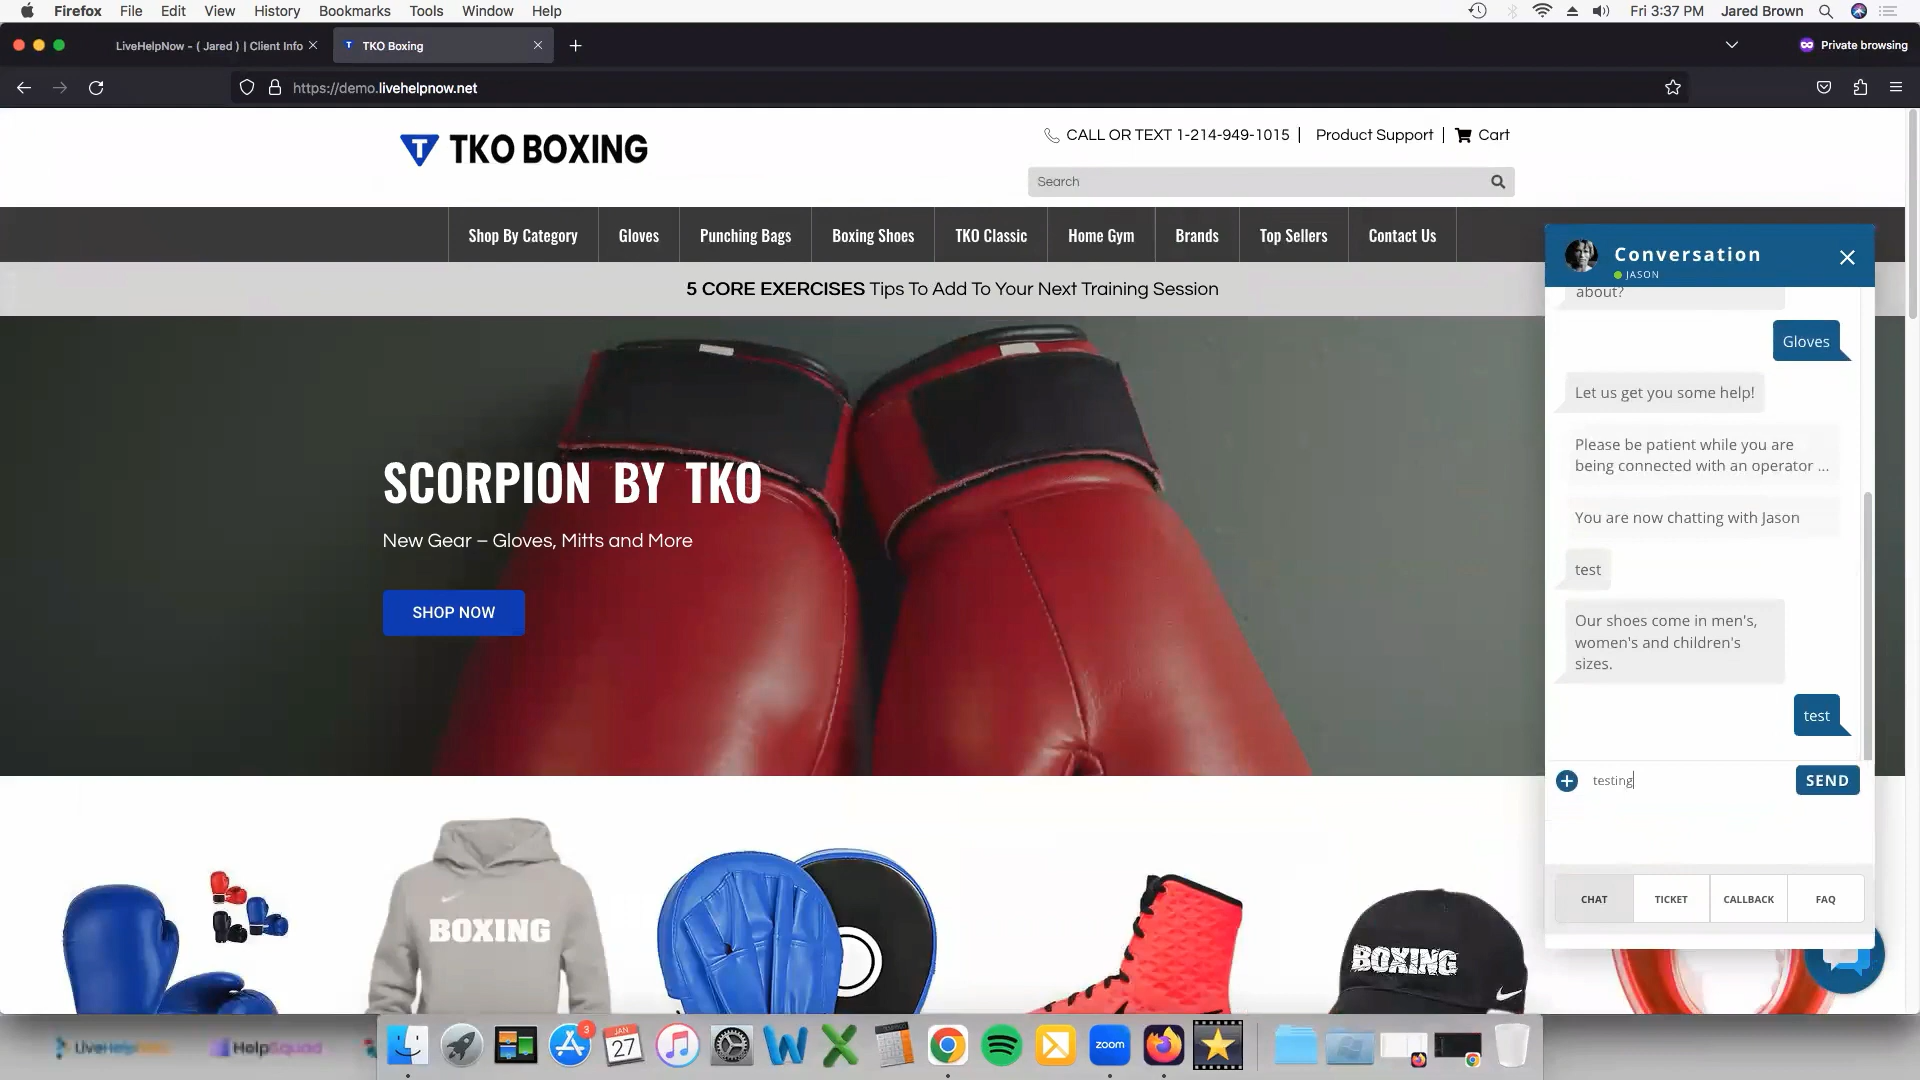 Firefox File Edit View History Bookmarks Tools Window Help
Fri 3:37 PM Jared Brown
LiveHelpNow - ( Jared ) | Client Info
TKO Boxing
Private browsing
https://demo.livehelpnow.net
T TKO BOXING
CALL OR TEXT 1-214-949-1015 | Product Support | Cart
Search
Shop By Category Gloves Punching Bags Boxing Shoes TKO Classic Home Gym Brands Top Sellers Contact Us
5 CORE EXERCISES Tips To Add To Your Next Training Session
SCORPION BY TKO
New Gear – Gloves, Mitts and More
SHOP NOW
Conversation
JASON
about?
Gloves
Let us get you some help!
Please be patient while you are
being connected with an operator ...
You are now chatting with Jason
test
Our shoes come in men's,
women's and children's
sizes.
test
testing
SEND
CHAT TICKET CALLBACK FAQ
BOXING
BOXING
LiveHelpNow
HelpSquad
3
JAN
27
zoom